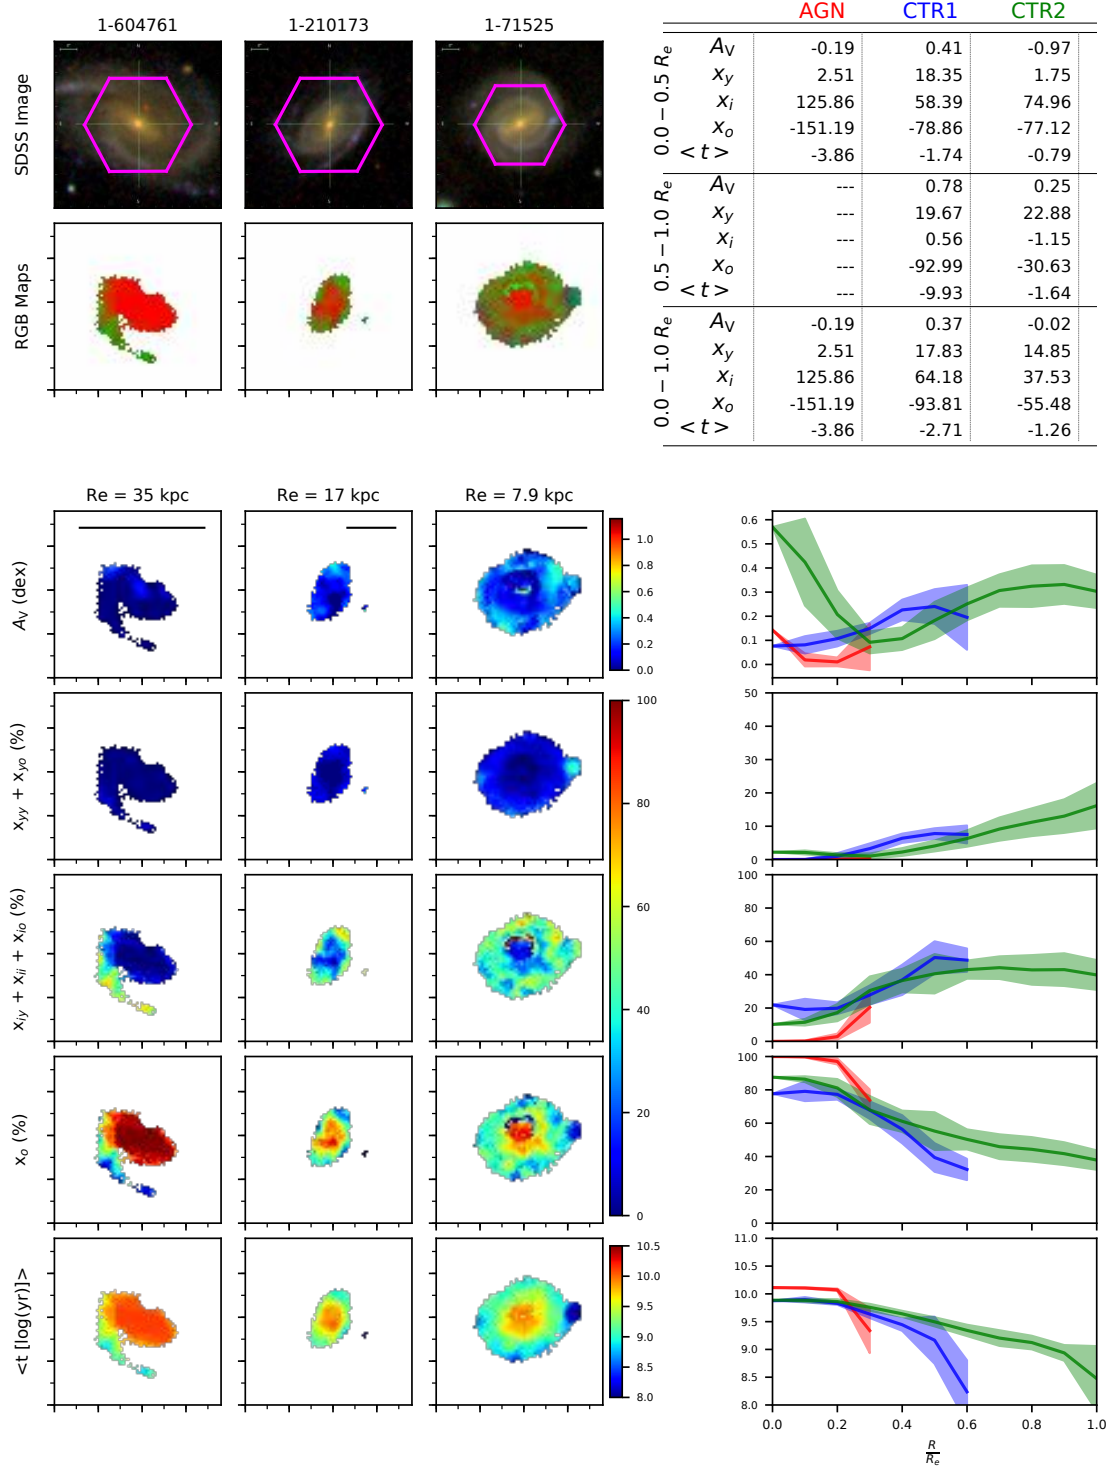 1-604761 1-210173 1-71525
SDSS Image
RGB Maps
AGN CTR1 CTR2
0.0 − 0.5 Re
AV -0.19 0.41 -0.97
xy 2.51 18.35 1.75
xi 125.86 58.39 74.96
xo -151.19 -78.86 -77.12
< t > -3.86 -1.74 -0.79
0.5 − 1.0 Re
AV --- 0.78 0.25
xy --- 19.67 22.88
xi --- 0.56 -1.15
xo --- -92.99 -30.63
< t > --- -9.93 -1.64
0.0 − 1.0 Re
AV -0.19 0.37 -0.02
xy 2.51 17.83 14.85
xi 125.86 64.18 37.53
xo -151.19 -93.81 -55.48
< t > -3.86 -2.71 -1.26
Re = 35 kpc Re = 17 kpc Re = 7.9 kpc
AV (dex)
1.0
0.8
0.6
0.4
0.2
0.0
0.6
0.5
0.4
0.3
0.2
0.1
0.0
xyy + xyo (%)
100
80
60
40
20
0
50
40
30
20
10
0
xiy + xii + xio (%)
100
80
60
40
20
0
xo (%)
100
80
60
40
20
0
<t [log(yr)]>
10.5
10.0
9.5
9.0
8.5
8.0
11.0
10.5
10.0
9.5
9.0
8.5
8.0
0.0 0.2 0.4 0.6 0.8 1.0
R
Re